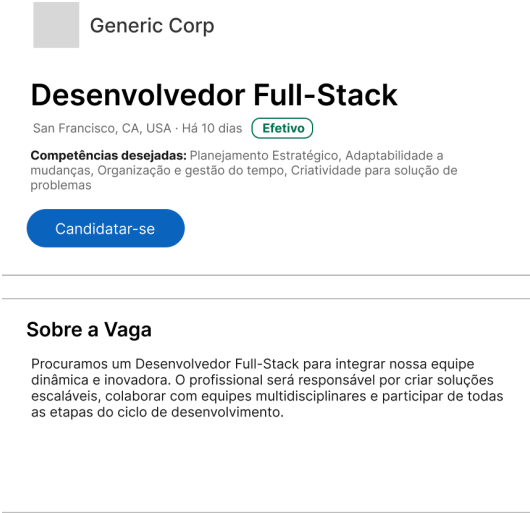 Generic Corp
Desenvolvedor Full-Stack
San Francisco, CA, USA · Há 10 dias Efetivo
Competências desejadas: Planejamento Estratégico, Adaptabilidade a
mudanças, Organização e gestão do tempo, Criatividade para solução de
problemas
Candidatar-se
Sobre a Vaga
Procuramos um Desenvolvedor Full-Stack para integrar nossa equipe
dinâmica e inovadora. O profissional será responsável por criar soluções
escaláveis, colaborar com equipes multidisciplinares e participar de todas
as etapas do ciclo de desenvolvimento.